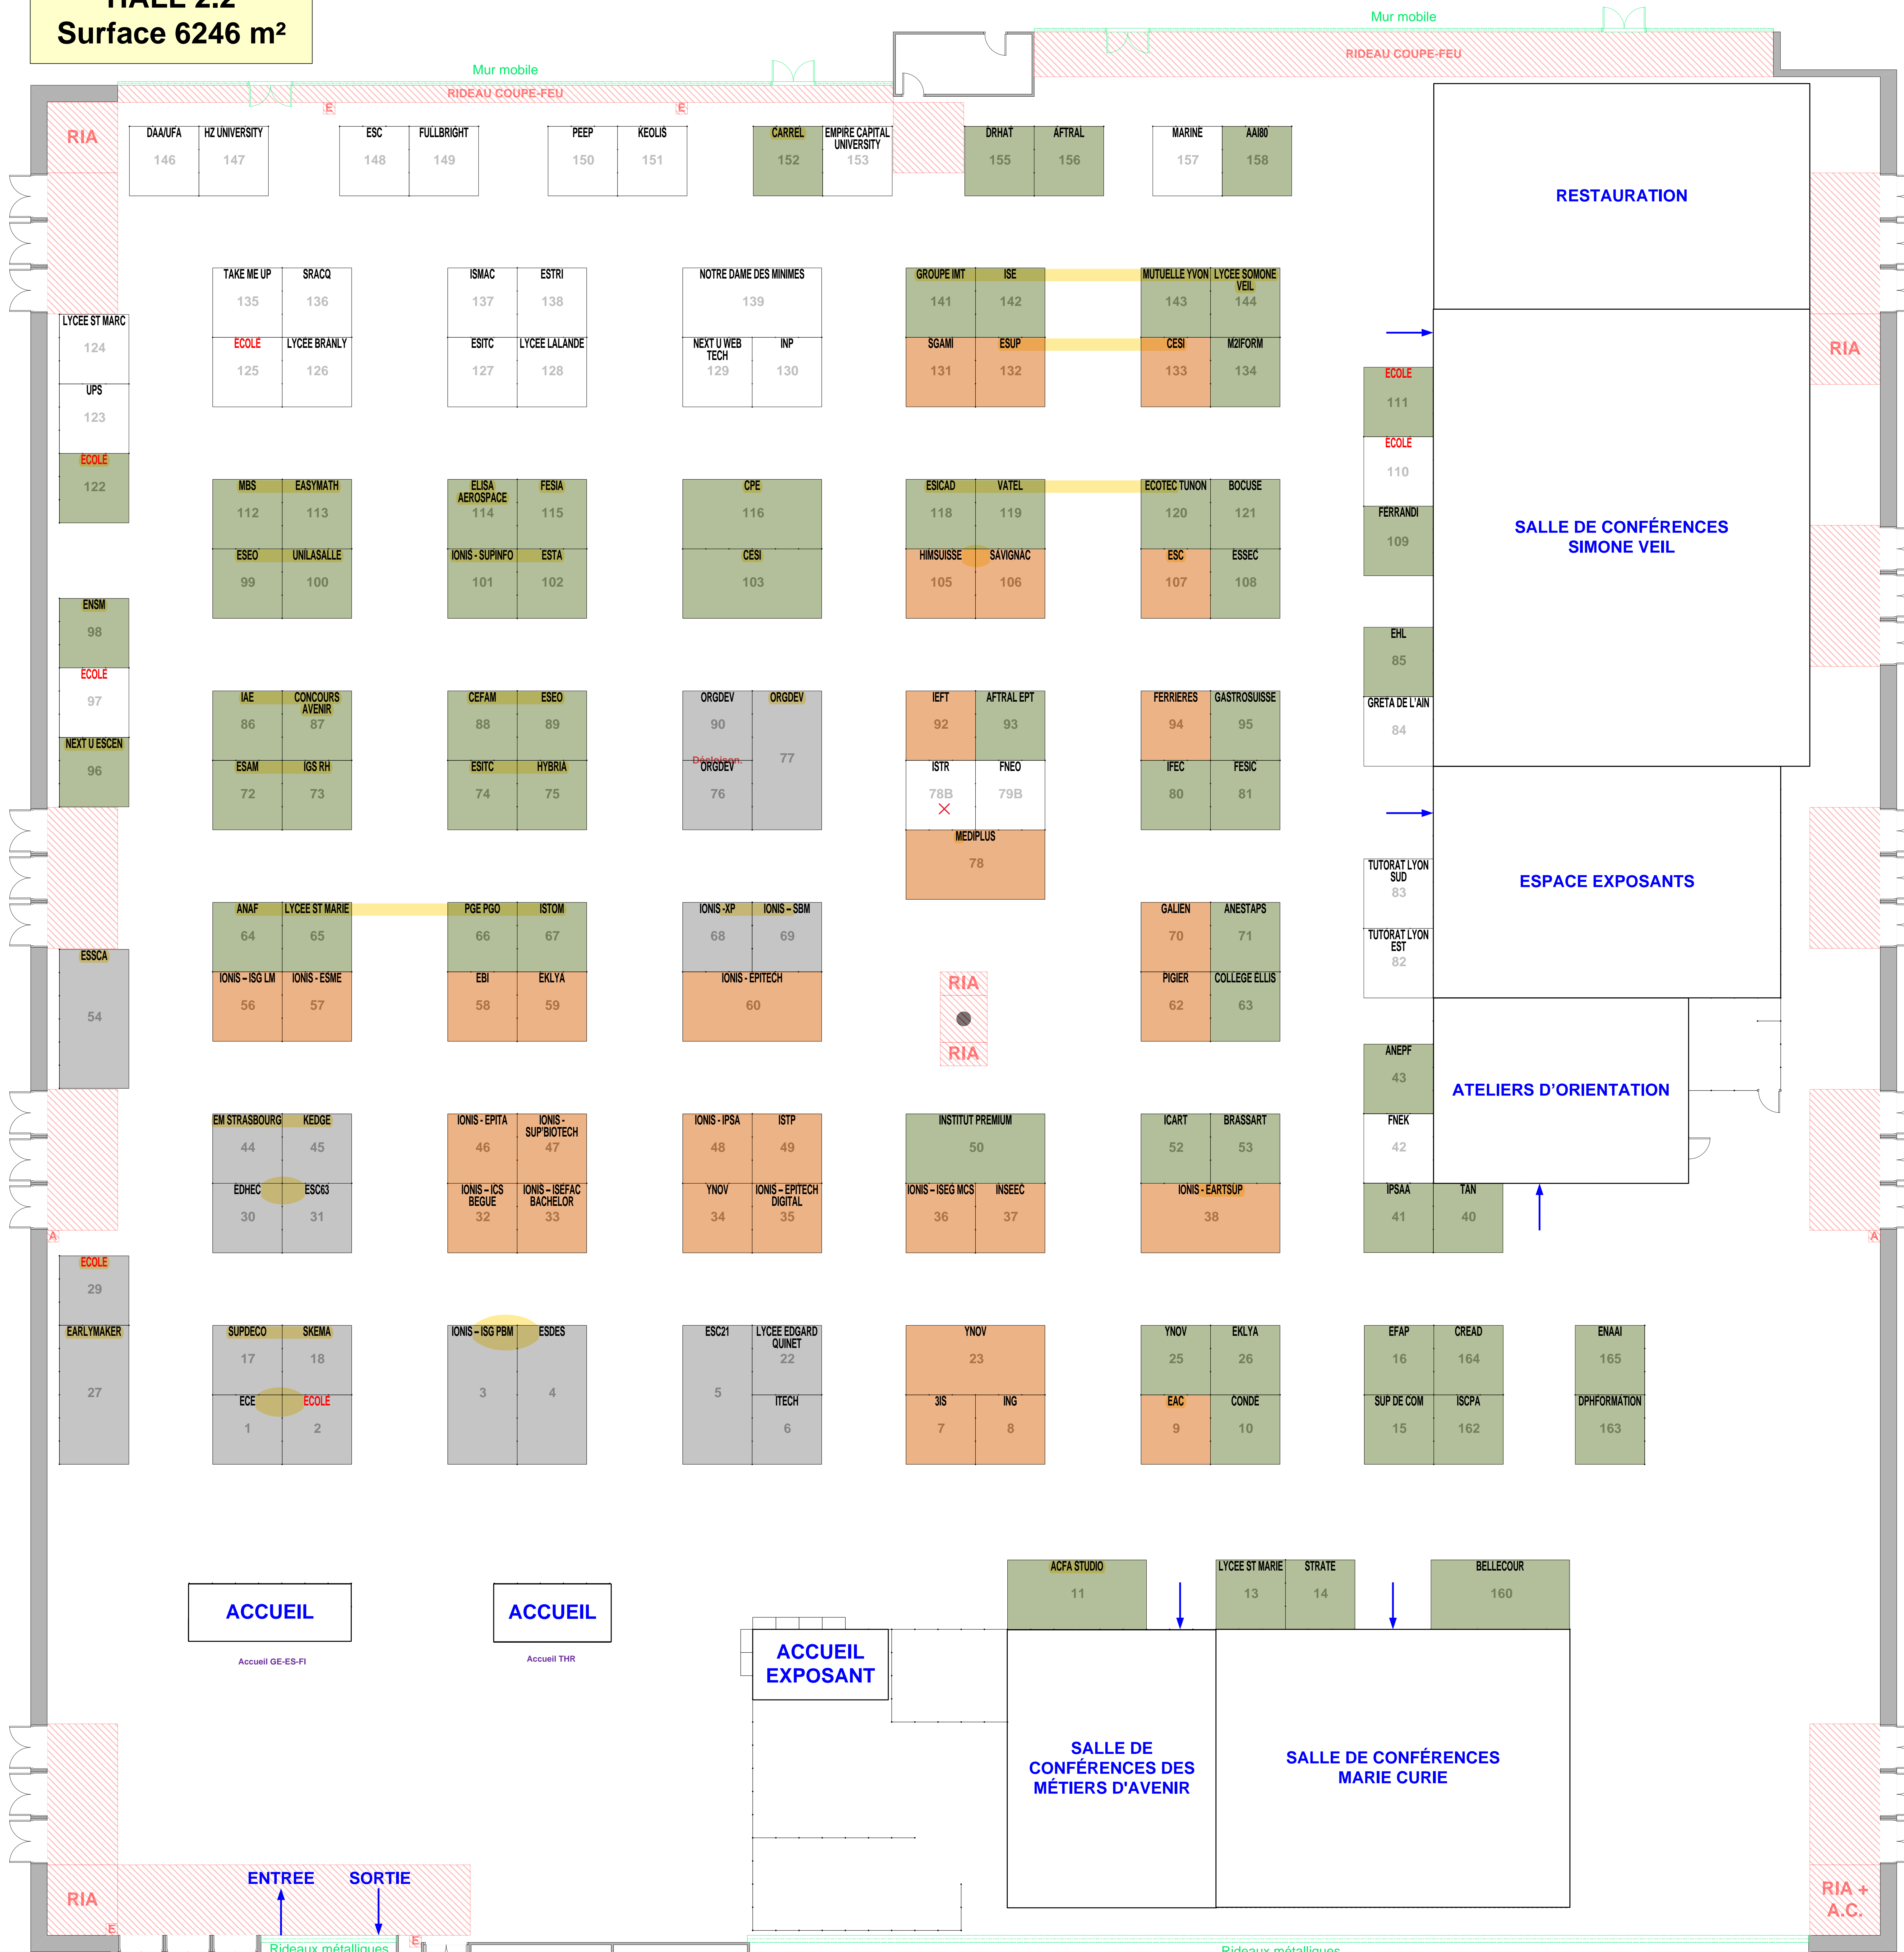 HALL 2.2
Surface 6246 m²
Mur mobile
RIDEAU COUPE-FEU
Mur mobile
RIDEAU COUPE-FEU
E
E
RIA
DAA/UFA
146
HZ UNIVERSITY
147
ESC
148
FULLBRIGHT
149
PEEP
150
KEOLIS
151
CARREL
152
EMPIRE CAPITAL
UNIVERSITY
153
DRHAT
155
AFTRAL
156
MARINE
157
AAI80
158
RESTAURATION
TAKE ME UP
135
SRACQ
136
ISMAC
137
ESTRI
138
NOTRE DAME DES MINIMES
139
GROUPE IMT
141
ISE
142
MUTUELLE YVON
143
LYCEE SOMONE
VEIL
144
LYCEE ST MARC
124
ECOLE
125
LYCEE BRANLY
126
ESITC
127
LYCEE LALANDE
128
NEXT U WEB
TECH
129
INP
130
SGAMI
131
ESUP
132
CESI
133
M2IFORM
134
RIA
UPS
123
ECOLE
111
ECOLE
110
ECOLE
122
MBS
112
EASYMATH
113
ELISA
AEROSPACE
114
FESIA
115
CPE
116
ESICAD
118
VATEL
119
ECOTEC TUNON
120
BOCUSE
121
FERRANDI
109
SALLE DE CONFÉRENCES
SIMONE VEIL
ESEO
99
UNILASALLE
100
IONIS - SUPINFO
101
ESTA
102
CESI
103
HIMSUISSE
105
SAVIGNAC
106
ESC
107
ESSEC
108
ENSM
98
EHL
85
ECOLE
97
IAE
86
CONCOURS
AVENIR
87
CEFAM
88
ESEO
89
ORGDEV
90
ORGDEV
77
IEFT
92
AFTRAL EPT
93
FERRIERES
94
GASTROSUISSE
95
GRETA DE L'AIN
84
NEXT U ESCEN
96
ESAM
72
IGS RH
73
ESITC
74
HYBRIA
75
Décloison.
ORGDEV
76
ISTR
78B
FNEO
79B
IFEC
80
FESIC
81
MEDIPLUS
78
TUTORAT LYON
SUD
83
ESPACE EXPOSANTS
ANAF
64
LYCEE ST MARIE
65
PGE PGO
66
ISTOM
67
IONIS -XP
68
IONIS – SBM
69
GALIEN
70
ANESTAPS
71
TUTORAT LYON
EST
82
ESSCA
54
IONIS – ISG LM
56
IONIS - ESME
57
EBI
58
EKLYA
59
IONIS - EPITECH
60
RIA
RIA
PIGIER
62
COLLEGE ELLIS
63
ANEPF
43
ATELIERS D'ORIENTATION
EM STRASBOURG
44
KEDGE
45
IONIS - EPITA
46
IONIS -
SUP'BIOTECH
47
IONIS - IPSA
48
ISTP
49
INSTITUT PREMIUM
50
ICART
52
BRASSART
53
FNEK
42
EDHEC
30
ESC63
31
IONIS – ICS
BEGUE
32
IONIS – ISEFAC
BACHELOR
33
YNOV
34
IONIS – EPITECH
DIGITAL
35
IONIS – ISEG MCS
36
INSEEC
37
IONIS - EARTSUP
38
IPSAA
41
TAN
40
A
A
ECOLE
29
EARLYMAKER
27
SUPDECO
17
SKEMA
18
IONIS – ISG PBM
3
ESDES
4
ESC21
5
LYCEE EDGARD
QUINET
22
YNOV
23
YNOV
25
EKLYA
26
EFAP
16
CREAD
164
ENAAI
165
ECE
1
ECOLE
2
ITECH
6
3IS
7
ING
8
EAC
9
CONDE
10
SUP DE COM
15
ISCPA
162
DPHFORMATION
163
ACFA STUDIO
11
LYCEE ST MARIE
13
STRATE
14
BELLECOUR
160
ACCUEIL
ACCUEIL
Accueil GE-ES-FI
Accueil THR
ACCUEIL
EXPOSANT
SALLE DE
CONFÉRENCES DES
MÉTIERS D'AVENIR
SALLE DE CONFÉRENCES
MARIE CURIE
ENTREE
SORTIE
RIA
E
E
RIA +
A.C.
Rideaux métalliques
Rideaux métalliques